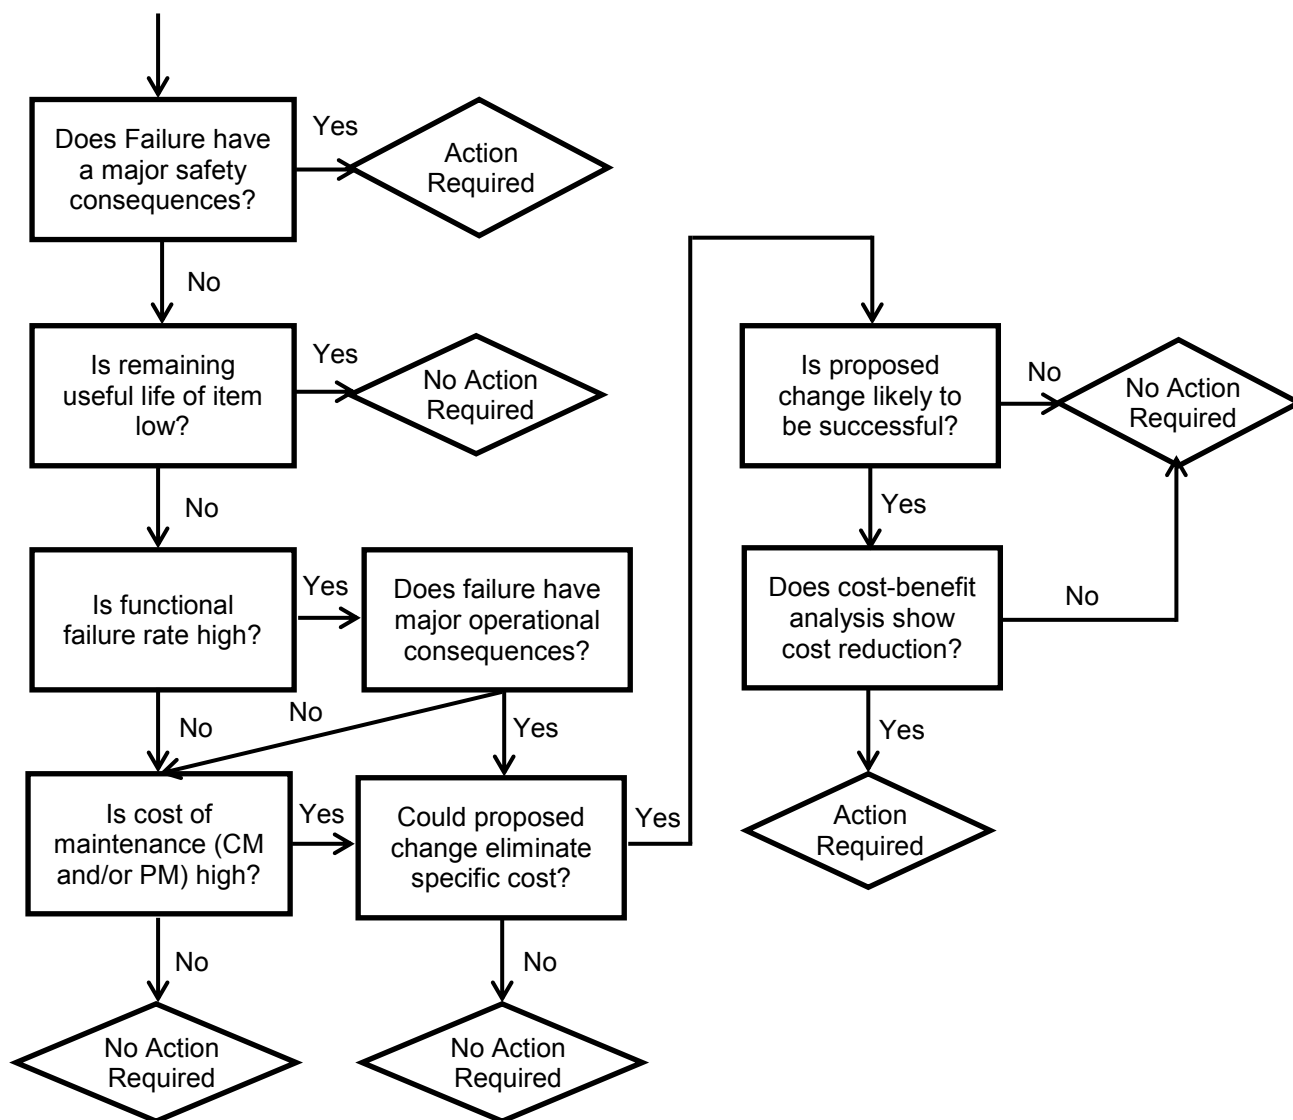 Does Failure have
a major safety
consequences?
Yes
Action
Required
No
Is remaining
useful life of item
low?
Yes
No Action
Required
No
Is functional
failure rate high?
Yes
Does failure have
major operational
consequences?
No
No
Yes
Is cost of
maintenance (CM
and/or PM) high?
Yes
Could proposed
change eliminate
specific cost?
Yes
No
No Action
Required
No
No Action
Required
Is proposed
change likely to
be successful?
No
No Action
Required
Yes
Does cost-benefit
analysis show
cost reduction?
No
Yes
Action
Required